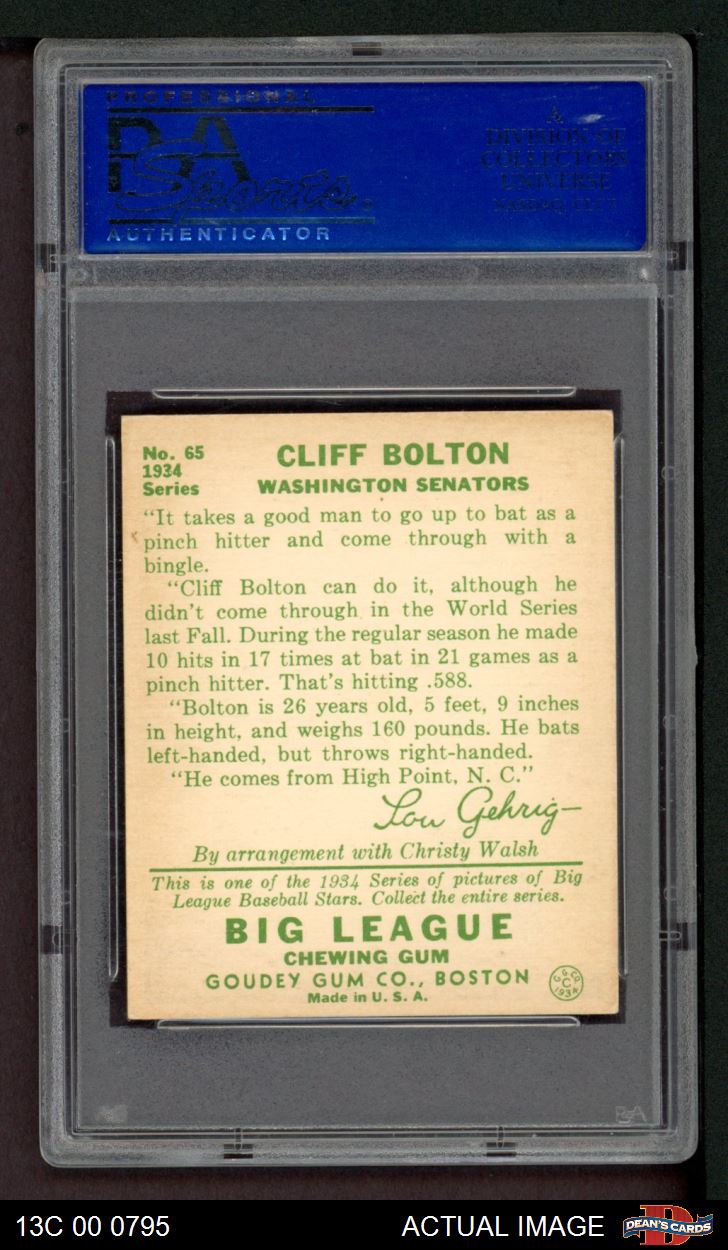 PROFESSIONAL
PSA
Sports
AUTHENTICATOR
A
DIVISION OF
COLLECTORS
UNIVERSE
NASDAQ: CLCT
No. 65
1934
Series
CLIFF BOLTON
WASHINGTON SENATORS
“It takes a good man to go up to bat as a
pinch hitter and come through with a
bingle.
“Cliff Bolton can do it, although he
didn't come through in the World Series
last Fall. During the regular season he made
10 hits in 17 times at bat in 21 games as a
pinch hitter. That's hitting .588.
“Bolton is 26 years old, 5 feet, 9 inches
in height, and weighs 160 pounds. He bats
left-handed, but throws right-handed.
“He comes from High Point, N. C.”
Lou Gehrig
By arrangement with Christy Walsh
This is one of the 1934 Series of pictures of Big
League Baseball Stars. Collect the entire series.
BIG LEAGUE
CHEWING GUM
GOUDEY GUM CO., BOSTON
Made in U. S. A.
G. G. CO.
C
1934
PSA
13C 00 0795
ACTUAL IMAGE
D
DEAN'S CARDS